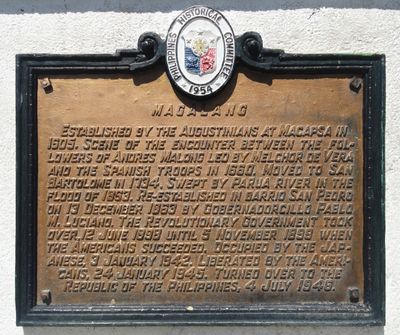 PHILIPPINES HISTORICAL COMMITTEE
1954
MAGALANG
ESTABLISHED BY THE AUGUSTINIANS AT MACAPSA IN
1605. SCENE OF THE ENCOUNTER BETWEEN THE FOL-
LOWERS OF ANDRES MALONG LED BY MELCHOR DE VERA
AND THE SPANISH TROOPS IN 1660. MOVED TO SAN
BARTOLOME IN 1734. SWEPT BY PARUA RIVER IN THE
FLOOD OF 1863. RE-ESTABLISHED IN BARRIO SAN PEDRO
ON 13 DECEMBER 1863 BY GOBERNADORCILLO PABLO
M. LUCIANO. THE REVOLUTIONARY GOVERNMENT TOOK
OVER, JUNE 1898 UNTIL 5 NOVEMBER 1899 WHEN
THE AMERICANS SUCCEEDED. OCCUPIED BY THE JAP-
ANESE, 3 JANUARY 1942. LIBERATED BY THE AMERI-
CANS, 24 JANUARY 1945. TURNED OVER TO THE
REPUBLIC OF THE PHILIPPINES, 4 JULY 1946.